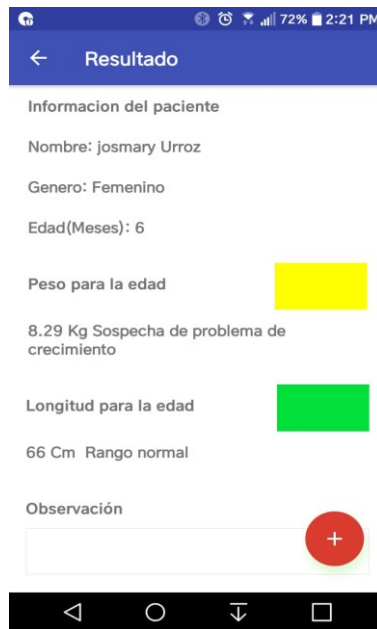 72% 2:21 PM
Resultado
Informacion del paciente
Nombre: josmary Urroz
Genero: Femenino
Edad(Meses): 6
Peso para la edad
8.29 Kg Sospecha de problema de
crecimiento
Longitud para la edad
66 Cm Rango normal
Observación
+